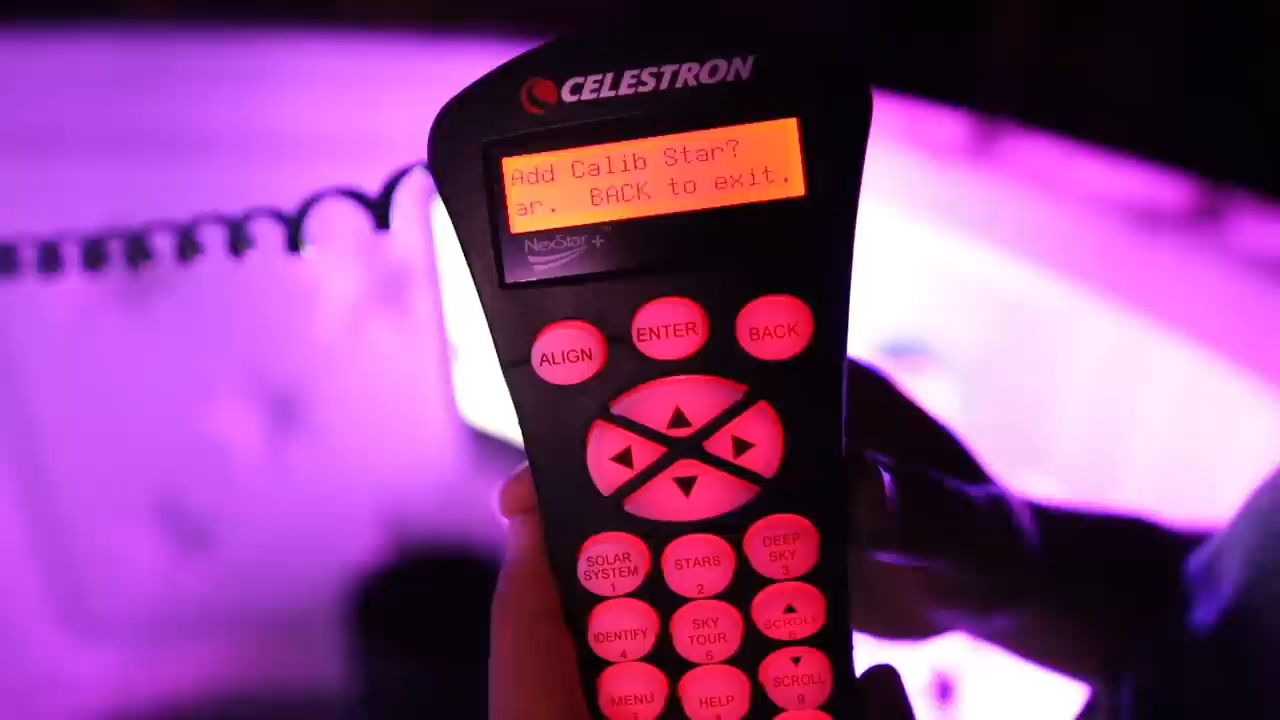 CELESTRON
Add Calib Star?
ar. BACK to exit.
NexStar+
ALIGN ENTER BACK
SOLAR SYSTEM 1
STARS 2
DEEP SKY 3
IDENTIFY 4
SKY TOUR 5
SCROLL 6
MENU
HELP
SCROLL 9